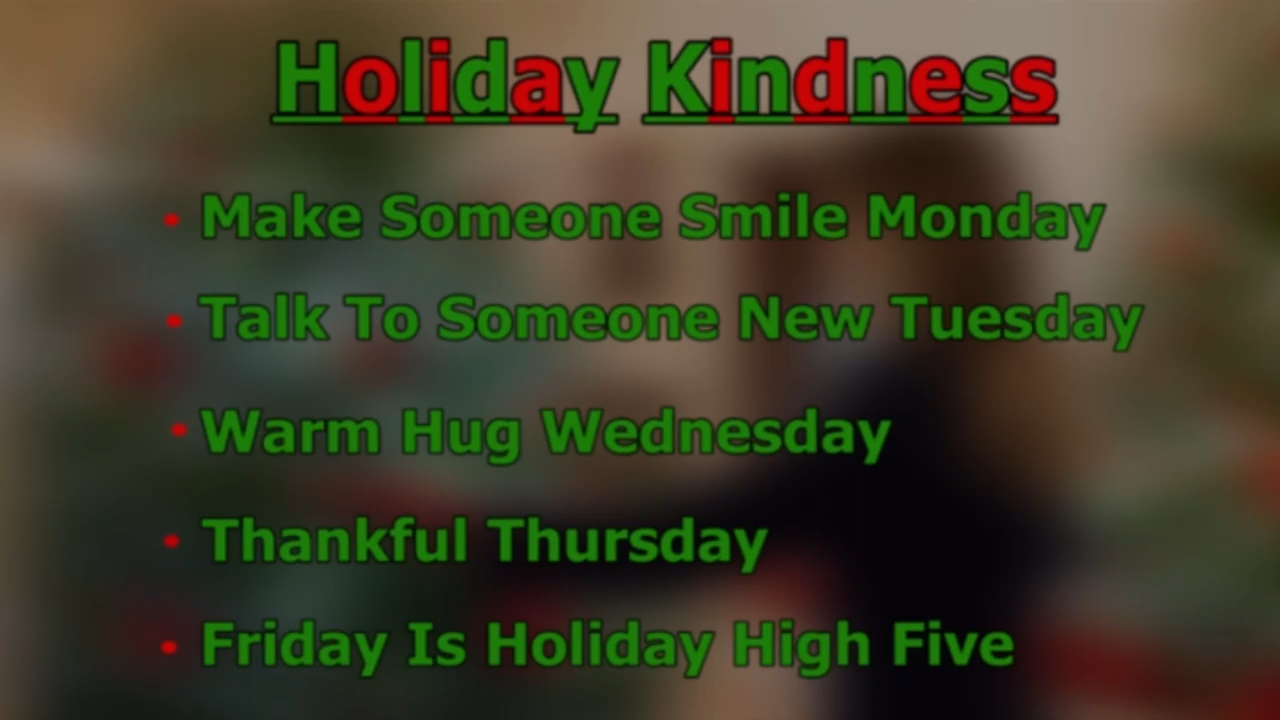 Holiday Kindness
• Make Someone Smile Monday
• Talk To Someone New Tuesday
• Warm Hug Wednesday
• Thankful Thursday
• Friday Is Holiday High Five